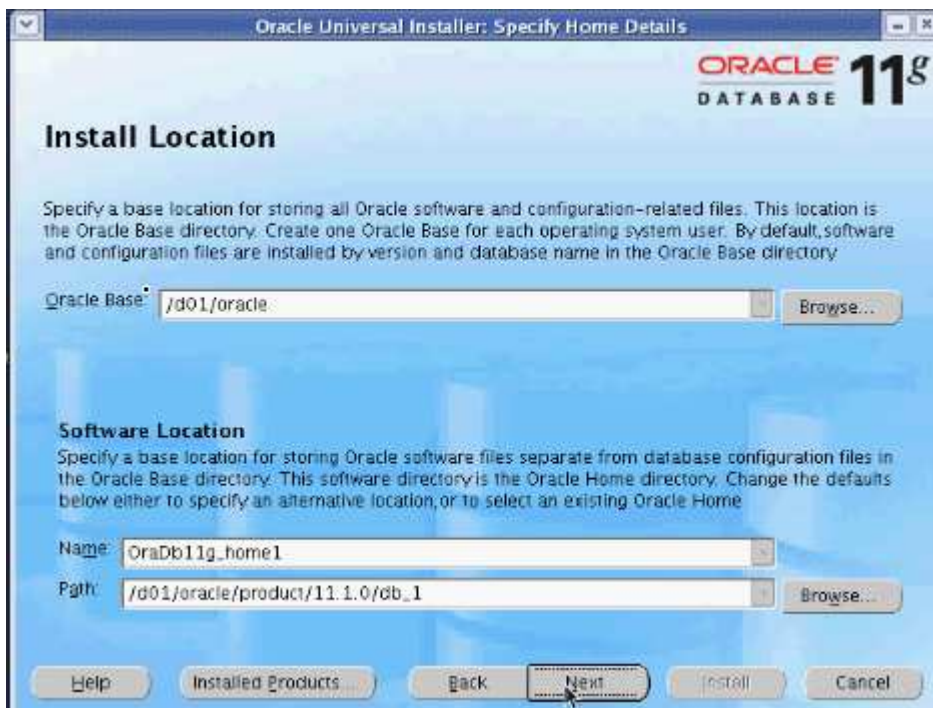 Oracle Universal Installer: Specify Home Details
ORACLE 11g
DATABASE
Install Location
Specify a base location for storing all Oracle software and configuration-related files. This location is
the Oracle Base directory. Create one Oracle Base for each operating system user. By default, software
and configuration files are installed by version and database name in the Oracle Base directory
Oracle Base: /d01/oracle Browse...
Software Location
Specify a base location for storing Oracle software files separate from database configuration files in
the Oracle Base directory. This software directory is the Oracle Home directory. Change the defaults
below either to specify an alternative location, or to select an existing Oracle Home
Name: OraDb11g_home1
Path: /d01/oracle/product/11.1.0/db_1 Browse...
Help Installed Products... Back Next Install Cancel